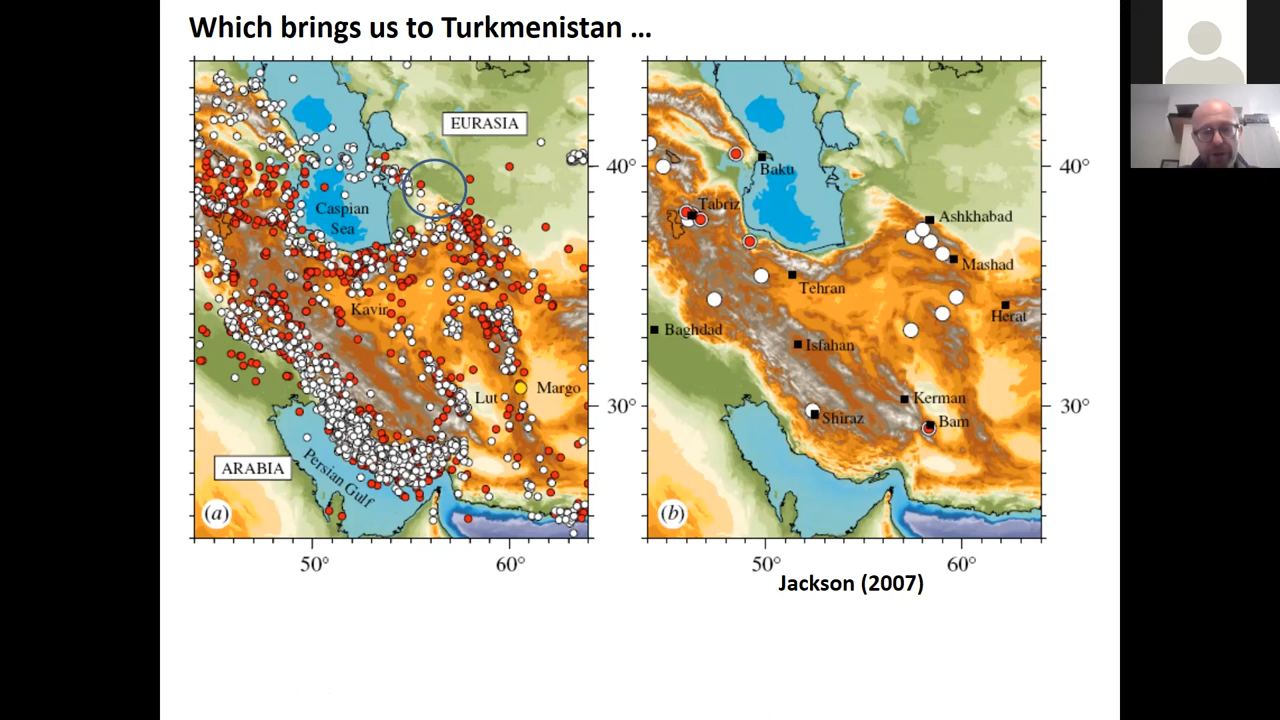 Which brings us to Turkmenistan ...
EURASIA
Caspian
Sea
Kavir
Lut
Margo
ARABIA
Persian Gulf
(a)
50°
60°
40°
30°
Baku
Tabriz
Ashkhabad
Mashad
Tehran
Herat
Baghdad
Isfahan
Kerman
Shiraz
Bam
(b)
50°
60°
40°
30°
Jackson (2007)